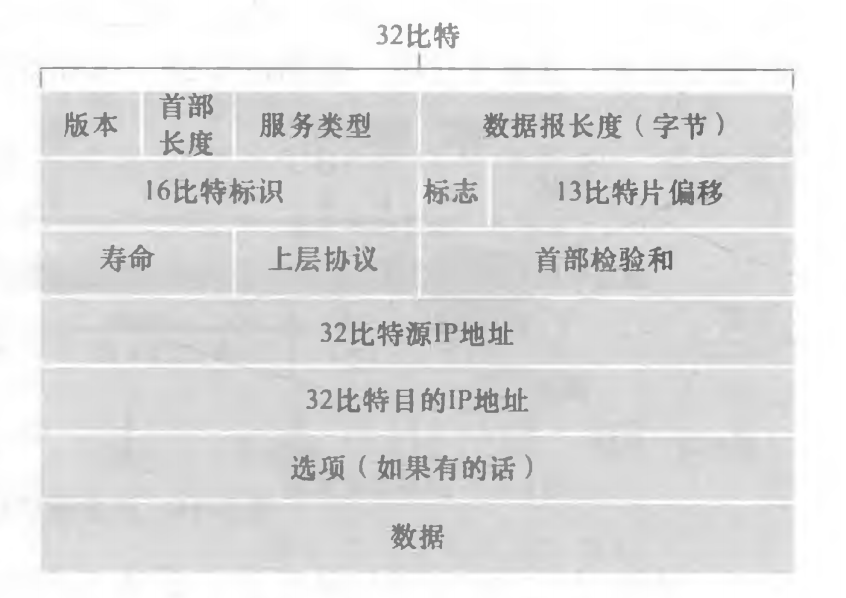 32比特
版本 首部长度 服务类型 数据报长度（字节）
16比特标识 标志 13比特片偏移
寿命 上层协议 首部检验和
32比特源IP地址
32比特目的IP地址
选项（如果有的话）
数据